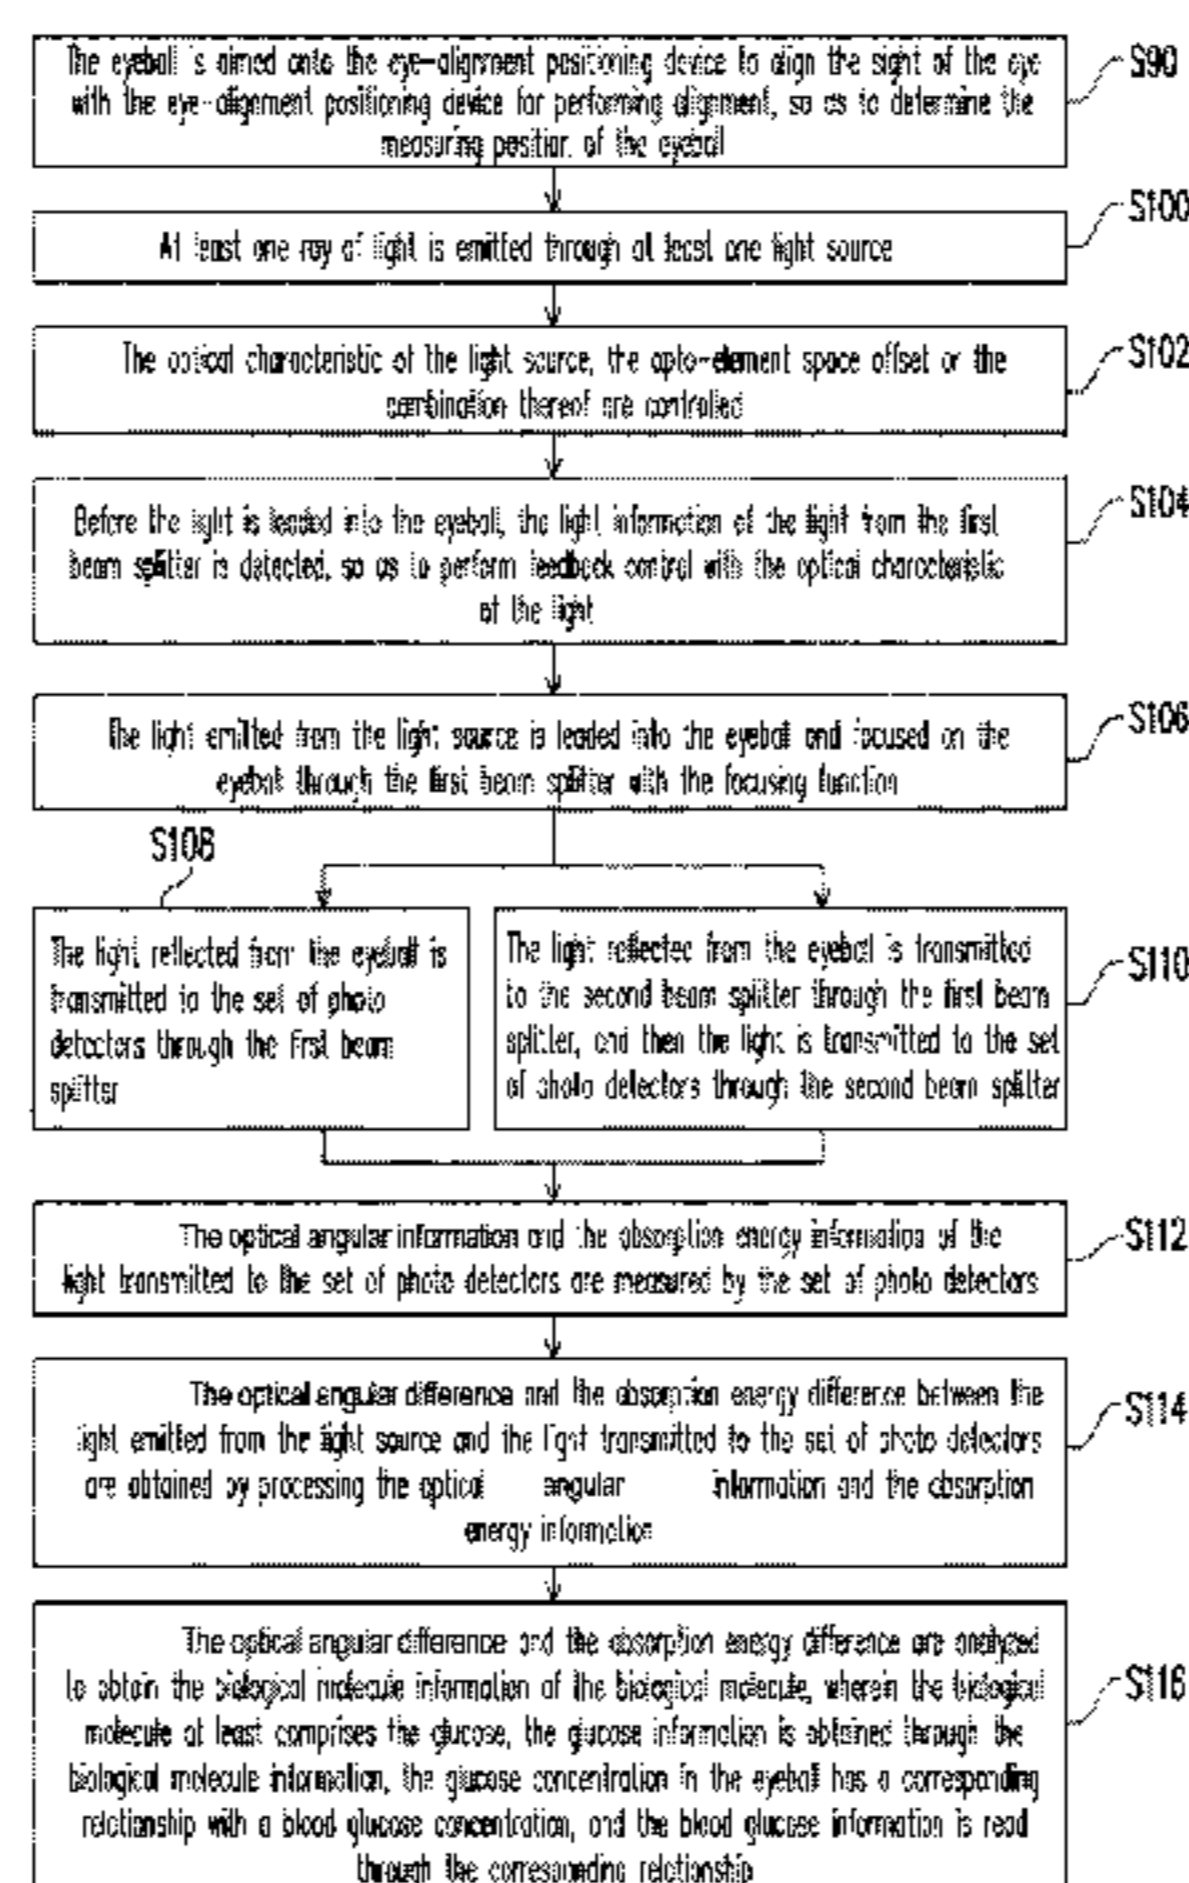 The eyeball is aimed onto the eye-alignment positioning device to align the sight of the eye
with the eye-alignment positioning device for performing alignment, so as to determine the
measuring position of the eyeball
S90
At least one ray of light is emitted through at least one light source
S100
The optical characteristic of the light source, the opto-element space offset or the
combination thereof are controlled
S102
Before the light is leaded into the eyeball, the light information of the light from the first
beam splitter is detected, so as to perform feedback control with the optical characteristic
of the light
S104
The light emitted from the light source is leaded into the eyeball and focused on the
eyeball through the first beam splitter with the focusing function
S106
S108
The light reflected from the eyeball is
transmitted to the set of photo
detectors through the first beam
splitter
The light reflected from the eyeball is transmitted
to the second beam splitter through the first beam
splitter, and then the light is transmitted to the set
of photo detectors through the second beam splitter
S110
The optical angular information and the absorption energy information of the
light transmitted to the set of photo detectors are measured by the set of photo detectors
S112
The optical angular difference and the absorption energy difference between the
light emitted from the light source and the light transmitted to the set of photo detectors
are obtained by processing the optical angular information and the absorption
energy information
S114
The optical angular difference and the absorption energy difference are analyzed
to obtain the biological molecule information of the biological molecule, wherein the biological
molecule at least comprises the glucose, the glucose information is obtained through the
biological molecule information, the glucose concentration in the eyeball has a corresponding
relationship with a blood glucose concentration, and the blood glucose information is read
through the corresponding relationship
S116